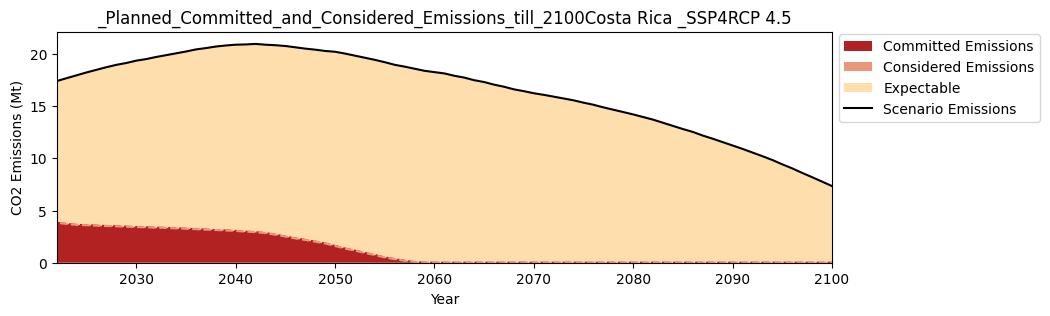 _Planned_Committed_and_Considered_Emissions_till_2100Costa Rica _SSP4RCP 4.5
Committed Emissions
Considered Emissions
Expectable
Scenario Emissions
CO2 Emissions (Mt)
20
15
10
5
0
2030 2040 2050 2060 2070 2080 2090 2100
Year